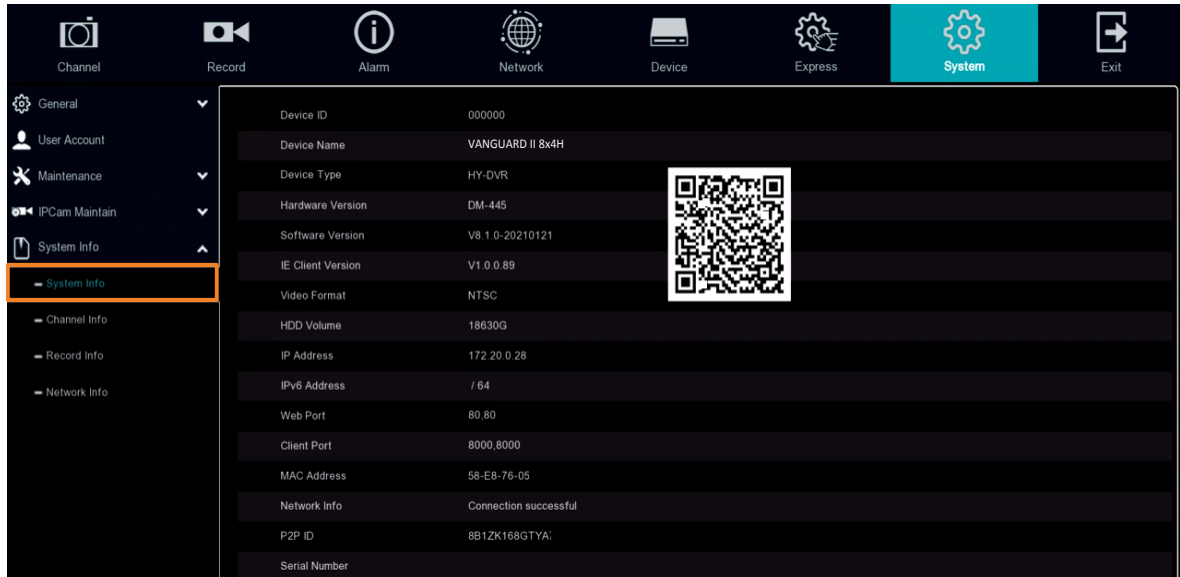 Channel Record Alarm Network Device Express System Exit
General
User Account
Maintenance
IPCam Maintain
System Info
System Info
Channel Info
Record Info
Network Info
Device ID 000000
Device Name VANGUARD II 8x4H
Device Type HY-DVR
Hardware Version DM-445
Software Version V8.1.0-20210121
IE Client Version V1.0.0.89
Video Format NTSC
HDD Volume 18630G
IP Address 172.20.0.28
IPv6 Address / 64
Web Port 80,80
Client Port 8000,8000
MAC Address 58-E8-76-05
Network Info Connection successful
P2P ID 8B1ZK168GTYA
Serial Number